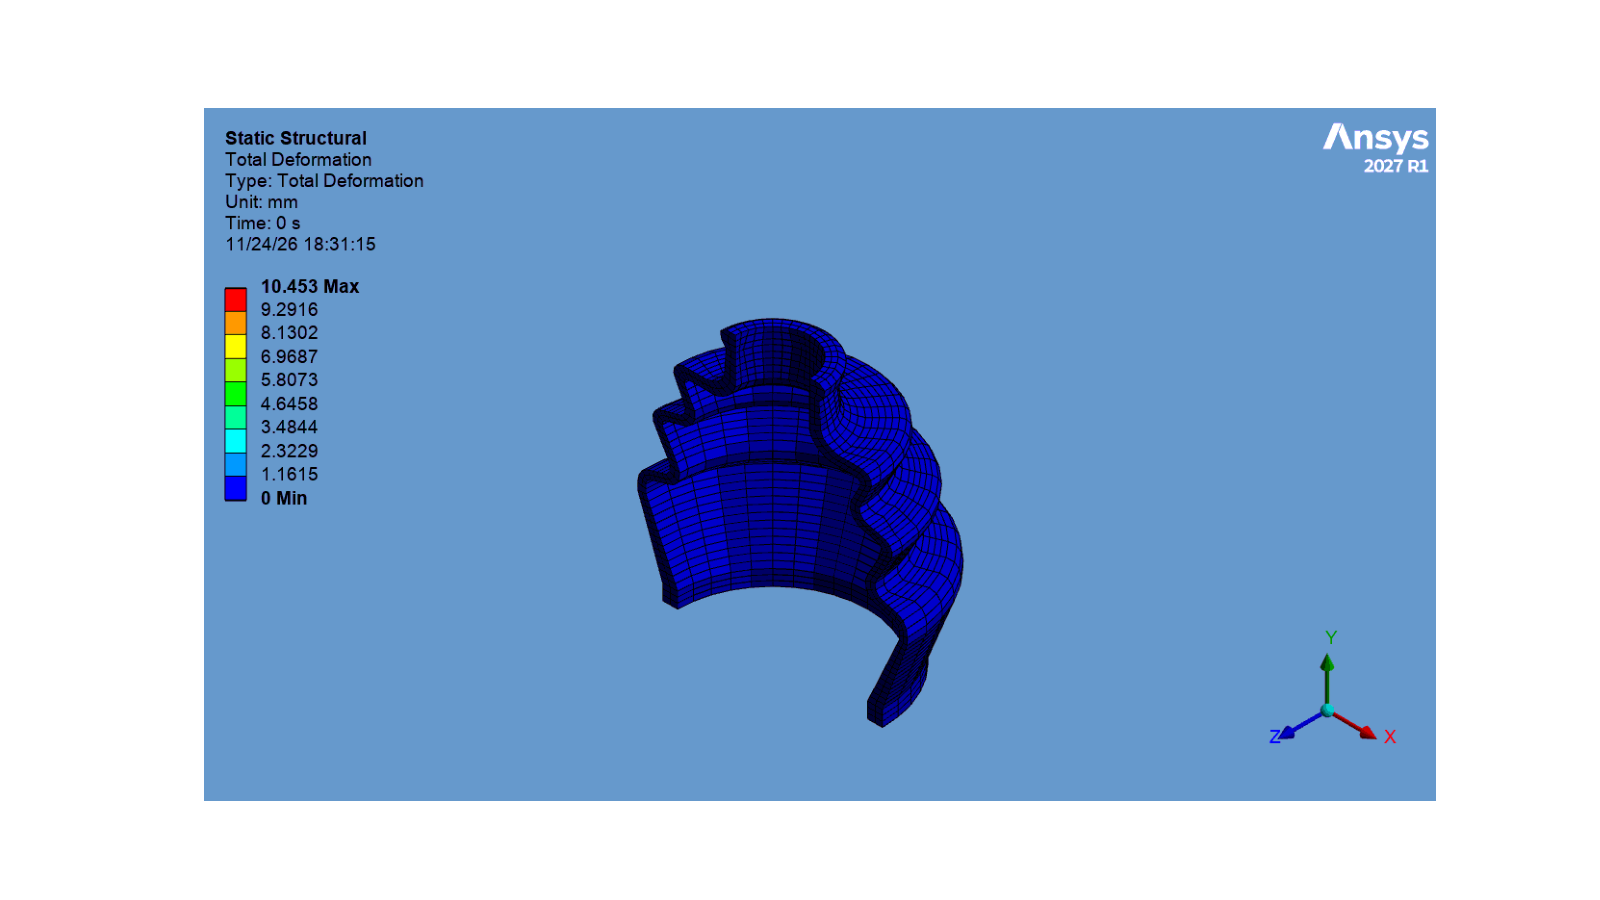 Static Structural
Total Deformation
Type: Total Deformation
Unit: mm
Time: 0 s
11/24/26 18:31:15
10.453 Max
9.2916
8.1302
6.9687
5.8073
4.6458
3.4844
2.3229
1.1615
0 Min
Ansys
2027 R1
Y
Z
X